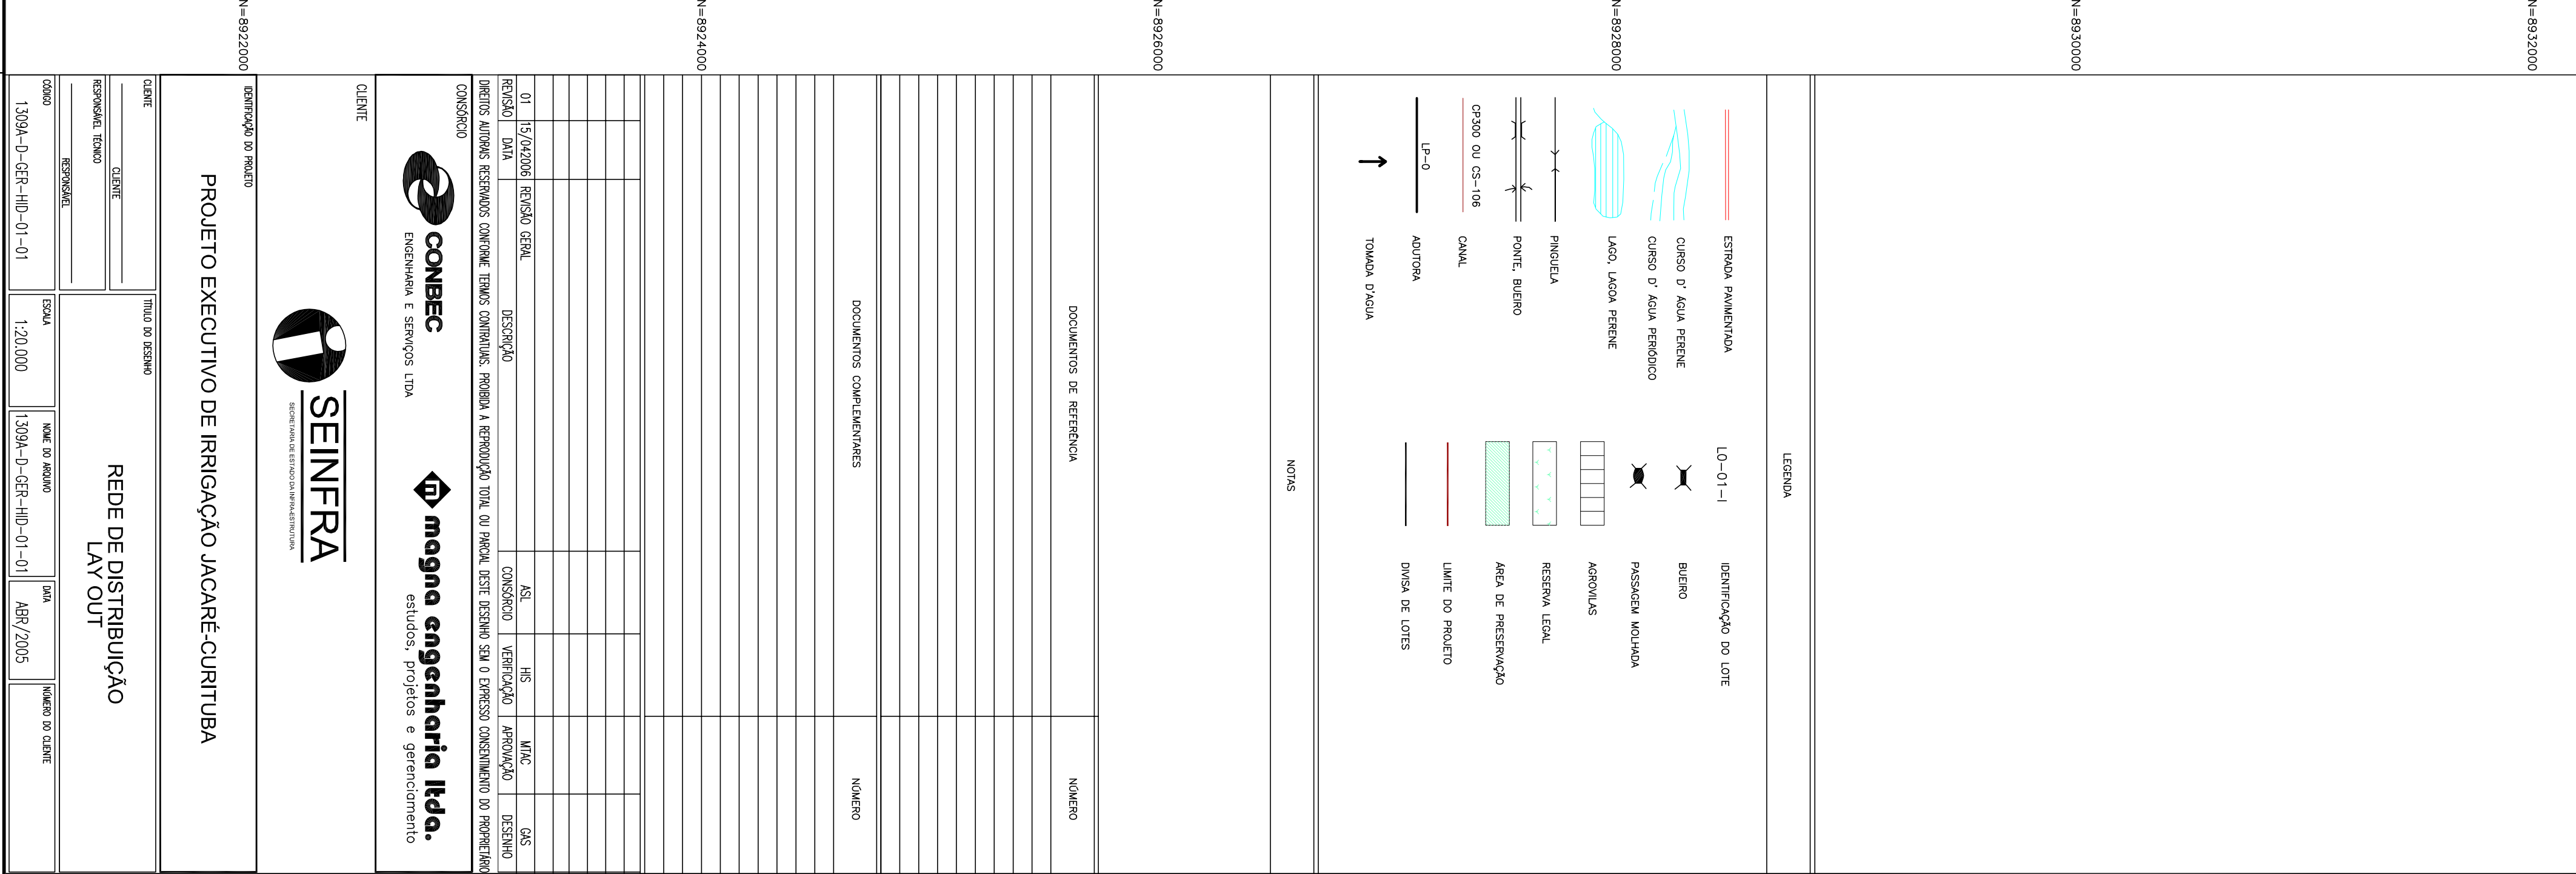 N=8932000
N=8930000
N=8928000
N=8926000
N=8924000
N=8922000
LEGENDA
ESTRADA PAVIMENTADA
CURSO D' ÁGUA PERENE
CURSO D' ÁGUA PERIÓDICO
LAGO, LAGOA PERENE
PINGUELA
PONTE, BUEIRO
CP300 OU CS-106
CANAL
LP-0
ADUTORA
TOMADA D'AGUA
L0-01-I
IDENTIFICAÇÃO DO LOTE
BUEIRO
PASSAGEM MOLHADA
AGROVILAS
RESERVA LEGAL
ÁREA DE PRESERVAÇÃO
LIMITE DO PROJETO
DIVISA DE LOTES
NOTAS
DOCUMENTOS DE REFERÊNCIA NÚMERO
DOCUMENTOS COMPLEMENTARES NÚMERO
01 15/042006 REVISÃO GERAL ASL HIS MTAC GAS
REVISÃO DATA DESCRIÇÃO CONSÓRCIO VERIFICAÇÃO APROVAÇÃO DESENHO
DIREITOS AUTORAIS RESERVADOS CONFORME TERMOS CONTRATUAIS. PROIBIDA A REPRODUÇÃO TOTAL OU PARCIAL DESTE DESENHO SEM O EXPRESSO CONSENTIMENTO DO PROPRIETÁRIO
CONSÓRCIO
CONBEC
ENGENHARIA E SERVIÇOS LTDA
m magna engenharia ltda.
estudos, projetos e gerenciamento
CLIENTE
SEINFRA
SECRETARIA DE ESTADO DA INFRA-ESTRUTURA
IDENTIFICAÇÃO DO PROJETO
PROJETO EXECUTIVO DE IRRIGAÇÃO JACARÉ-CURITUBA
CLIENTE
CLIENTE
RESPONSÁVEL TÉCNICO
RESPONSÁVEL
TÍTULO DO DESENHO
REDE DE DISTRIBUIÇÃO
LAY OUT
CÓDIGO
1309A-D-GER-HID-01-01
ESCALA
1:20.000
NOME DO ARQUIVO
1309A-D-GER-HID-01-01
DATA
ABR/2005
NÚMERO DO CLIENTE